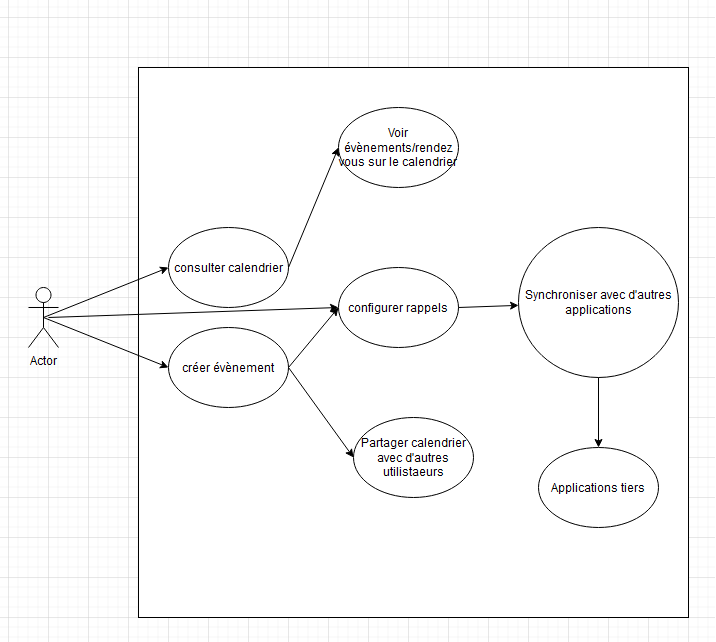 Voir
évènements/rendez
vous sur le calendrier
consulter calendrier
Synchroniser avec d'autres
applications
configurer rappels
Actor
créer évènement
Partager calendrier
avec d'autres
utilistaeurs
Applications tiers